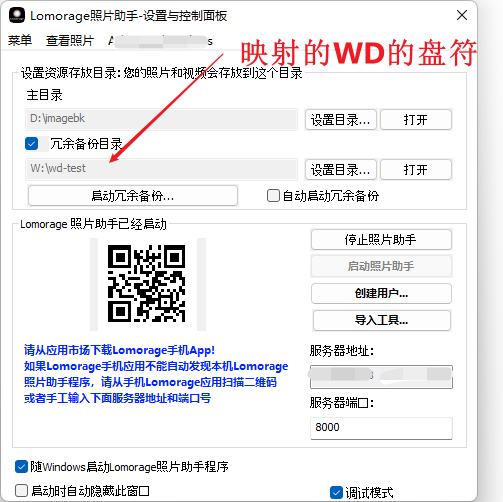 Lomorage照片助手-设置与控制面板
菜单 查看照片
映射的WD的盘符
设置资源存放目录: 您的照片和视频会存放到这个目录
主目录
D:\imagebk 设置目录... 打开
冗余备份目录
W:\wd-test 设置目录... 打开
启动冗余备份... 自动启动冗余备份
Lomorage 照片助手已经启动
停止照片助手
启动照片助手
创建用户...
导入工具...
请从应用市场下载Lomorage手机App!
如果Lomorage手机应用不能自动发现本机Lomorage
照片助手程序，请从手机Lomorage应用扫描二维码
或者手工输入下面服务器地址和端口号
服务器地址:
服务器端口:
8000
随Windows启动Lomorage照片助手程序
启动时自动隐藏此窗口
调试模式